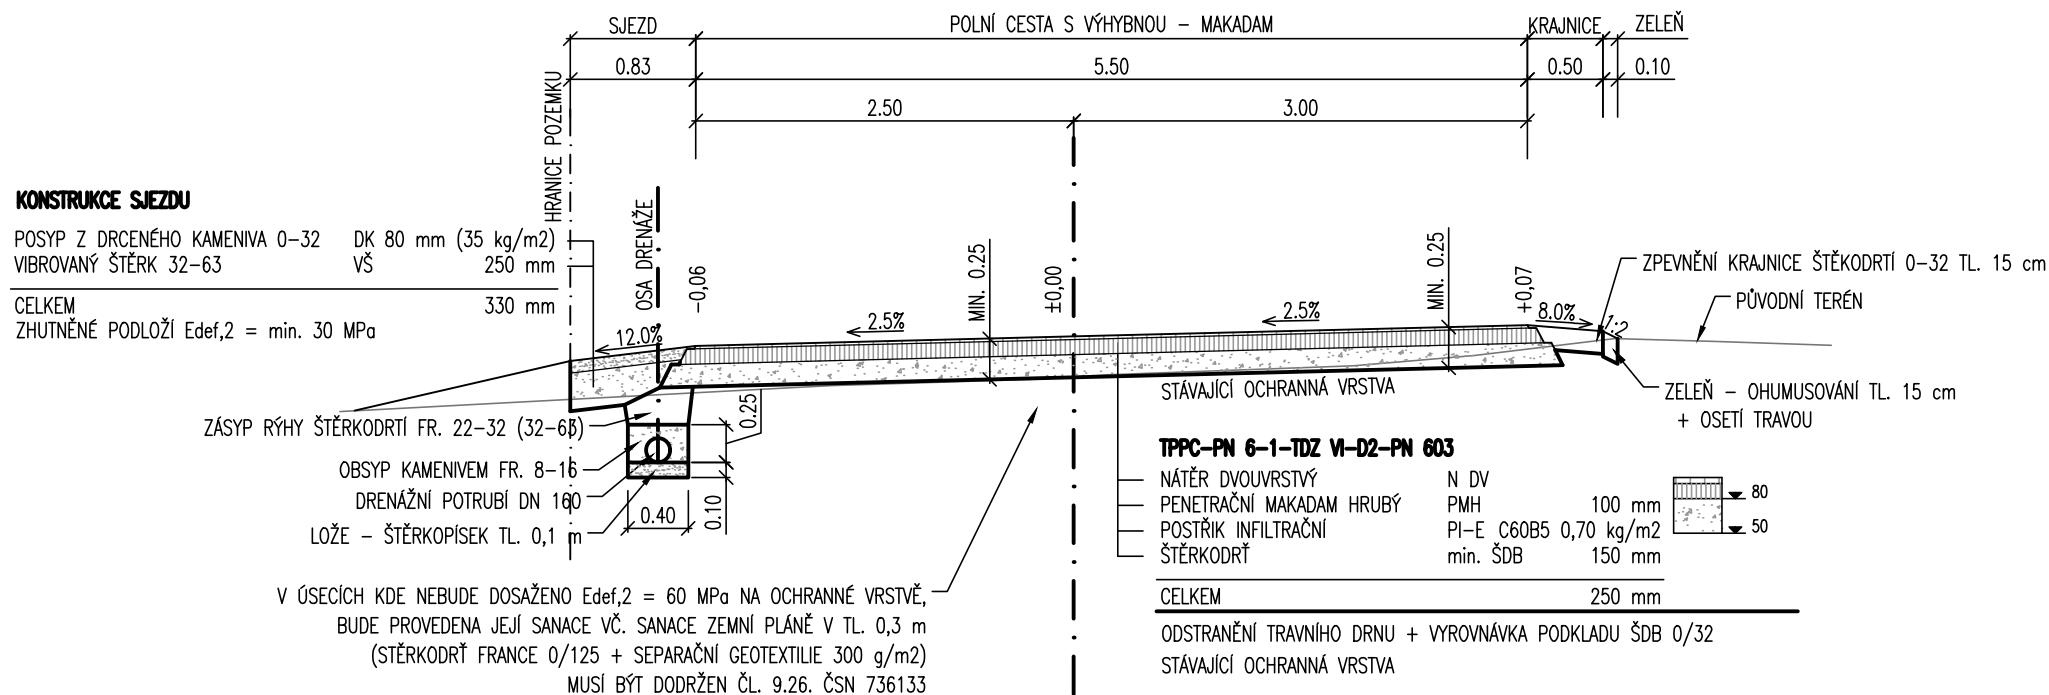 SJEZD
POLNÍ CESTA S VÝHYBNOU – MAKADAM
KRAJNICE
ZELEŇ
0.83
5.50
0.50
0.10
2.50
3.00
HRANICE POZEMKU
KONSTRUKCE SJEZDU
POSYP Z DRCENÉHO KAMENIVA 0–32 DK 80 mm (35 kg/m2)
VIBROVANÝ ŠTĚRK 32–63 VŠ 250 mm
CELKEM 330 mm
ZHUTNĚNÉ PODLOŽÍ Edef,2 = min. 30 MPa
OSA DRENÁŽE
–0,06
MIN. 0.25
±0,00
MIN. 0.25
+0,07
12.0%
2.5%
2.5%
8.0%
1:2
ZPEVNĚNÍ KRAJNICE ŠTĚKODRTÍ 0–32 TL. 15 cm
PŮVODNÍ TERÉN
STÁVAJÍCÍ OCHRANNÁ VRSTVA
ZELEŇ – OHUMUSOVÁNÍ TL. 15 cm
+ OSETÍ TRAVOU
ZÁSYP RÝHY ŠTĚRKODRTÍ FR. 22–32 (32–63)
OBSYP KAMENIVEM FR. 8–16
DRENÁŽNÍ POTRUBÍ DN 160
LOŽE – ŠTĚRKOPÍSEK TL. 0,1 m
0.25
0.40
0.10
TPPC–PN 6–1–TDZ VI–D2–PN 603
NÁTĚR DVOUVRSTVÝ N DV
PENETRAČNÍ MAKADAM HRUBÝ PMH 100 mm
POSTŘIK INFILTRAČNÍ PI–E C60B5 0,70 kg/m2
ŠTĚRKODRŤ min. ŠDB 150 mm
80
50
CELKEM 250 mm
ODSTRANĚNÍ TRAVNÍHO DRNU + VYROVNÁVKA PODKLADU ŠDB 0/32
STÁVAJÍCÍ OCHRANNÁ VRSTVA
V ÚSECÍCH KDE NEBUDE DOSAŽENO Edef,2 = 60 MPa NA OCHRANNÉ VRSTVĚ,
BUDE PROVEDENA JEJÍ SANACE VČ. SANACE ZEMNÍ PLÁNĚ V TL. 0,3 m
(STĚRKODRŤ FRANCE 0/125 + SEPARAČNÍ GEOTEXTILIE 300 g/m2)
MUSÍ BÝT DODRŽEN ČL. 9.26. ČSN 736133